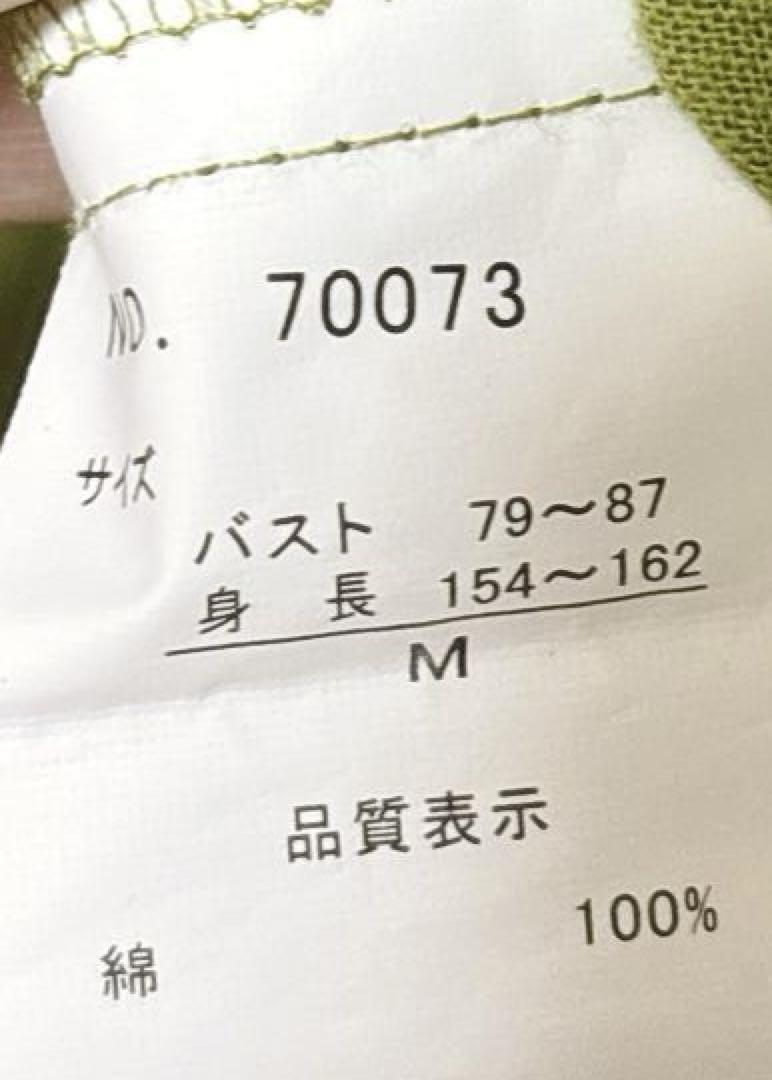 NO. 70073
サイズ
バスト 79〜87
身長 154〜162
M
品質表示
綿 100%